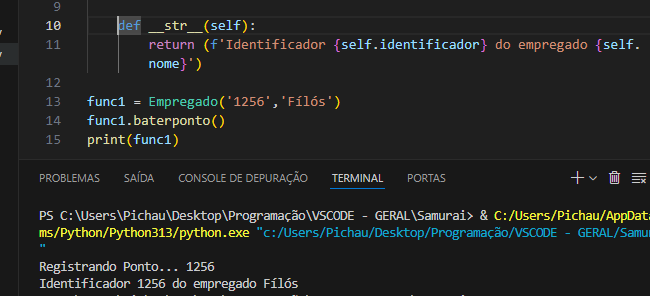 9
10 def __str__(self):
11 return (f'Identificador {self.identificador} do empregado {self.
nome}')
12
13 func1 = Empregado('1256','Fílós')
14 func1.baterponto()
15 print(func1)
PROBLEMAS SAÍDA CONSOLE DE DEPURAÇÃO TERMINAL PORTAS
PS C:\Users\Pichau\Desktop\Programação\VSCODE - GERAL\Samurai> & C:/Users/Pichau/AppData
ms/Python/Python313/python.exe "c:/Users/Pichau/Desktop/Programação/VSCODE - GERAL/Samu
"
Registrando Ponto... 1256
Identificador 1256 do empregado Fílós